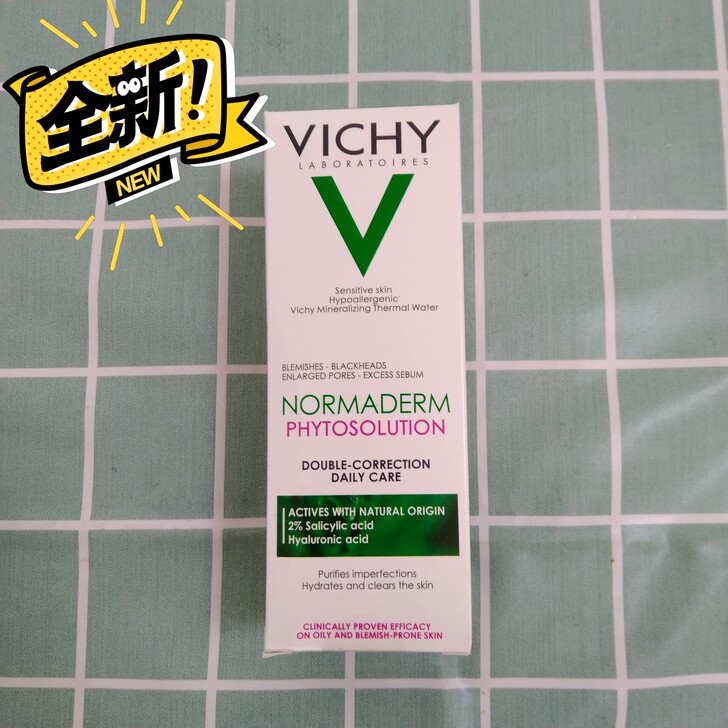 全新!
NEW
VICHY
LABORATOIRES
V
Sensitive skin
Hypoallergenic
Vichy Mineralizing Thermal Water
BLEMISHES - BLACKHEADS
ENLARGED PORES - EXCESS SEBUM
NORMADERM
PHYTOSOLUTION
DOUBLE-CORRECTION
DAILY CARE
ACTIVES WITH NATURAL ORIGIN
2% Salicylic acid
Hyaluronic acid
Purifies imperfections
Hydrates and clears the skin
CLINICALLY PROVEN EFFICACY
ON OILY AND BLEMISH-PRONE SKIN